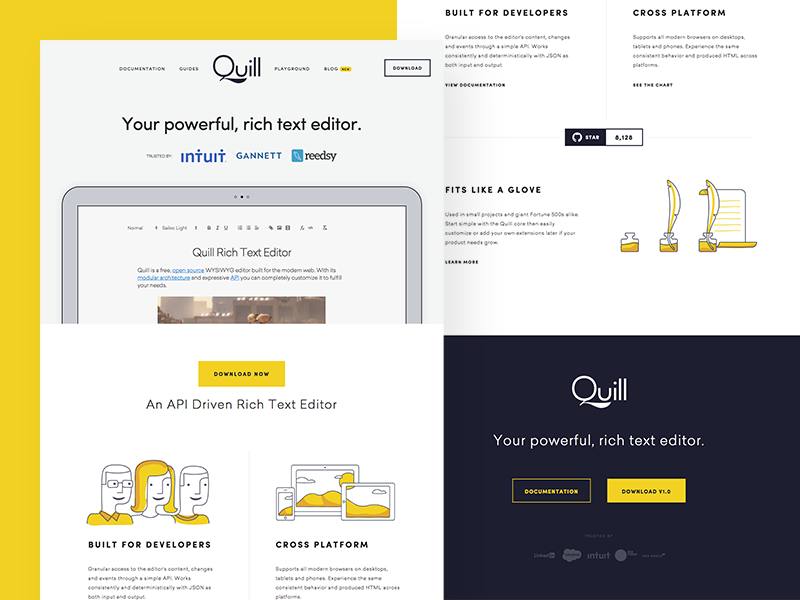 DOCUMENTATION
GUIDES
Quill
PLAYGROUND
BLOG NEW
DOWNLOAD
Your powerful, rich text editor.
TRUSTED BY:
intuit.
GANNETT
reedsy
Normal
Sailec Light
B I U
Quill Rich Text Editor
Quill is a free, open source WYSIWYG editor built for the modern web. With its
modular architecture and expressive API you can completely customize it to fulfill
your needs.
DOWNLOAD NOW
An API Driven Rich Text Editor
BUILT FOR DEVELOPERS
Granular access to the editor's content, changes
and events through a simple API. Works
consistently and deterministically with JSON as
both input and output.
CROSS PLATFORM
Supports all modern browsers on desktops,
tablets and phones. Experience the same
consistent behavior and produced HTML across
platforms.
BUILT FOR DEVELOPERS
Granular access to the editor's content, changes
and events through a simple API. Works
consistently and deterministically with JSON as
both input and output.
VIEW DOCUMENTATION
CROSS PLATFORM
Supports all modern browsers on desktops,
tablets and phones. Experience the same
consistent behavior and produced HTML across
platforms.
SEE THE CHART
STAR
8,128
FITS LIKE A GLOVE
Used in small projects and giant Fortune 500s alike.
Start simple with the Quill core then easily
customize or add your own extensions later if your
product needs grow.
LEARN MORE
Quill
Your powerful, rich text editor.
DOCUMENTATION
DOWNLOAD V1.0
TRUSTED BY
LinkedIn
salesforce
intuit